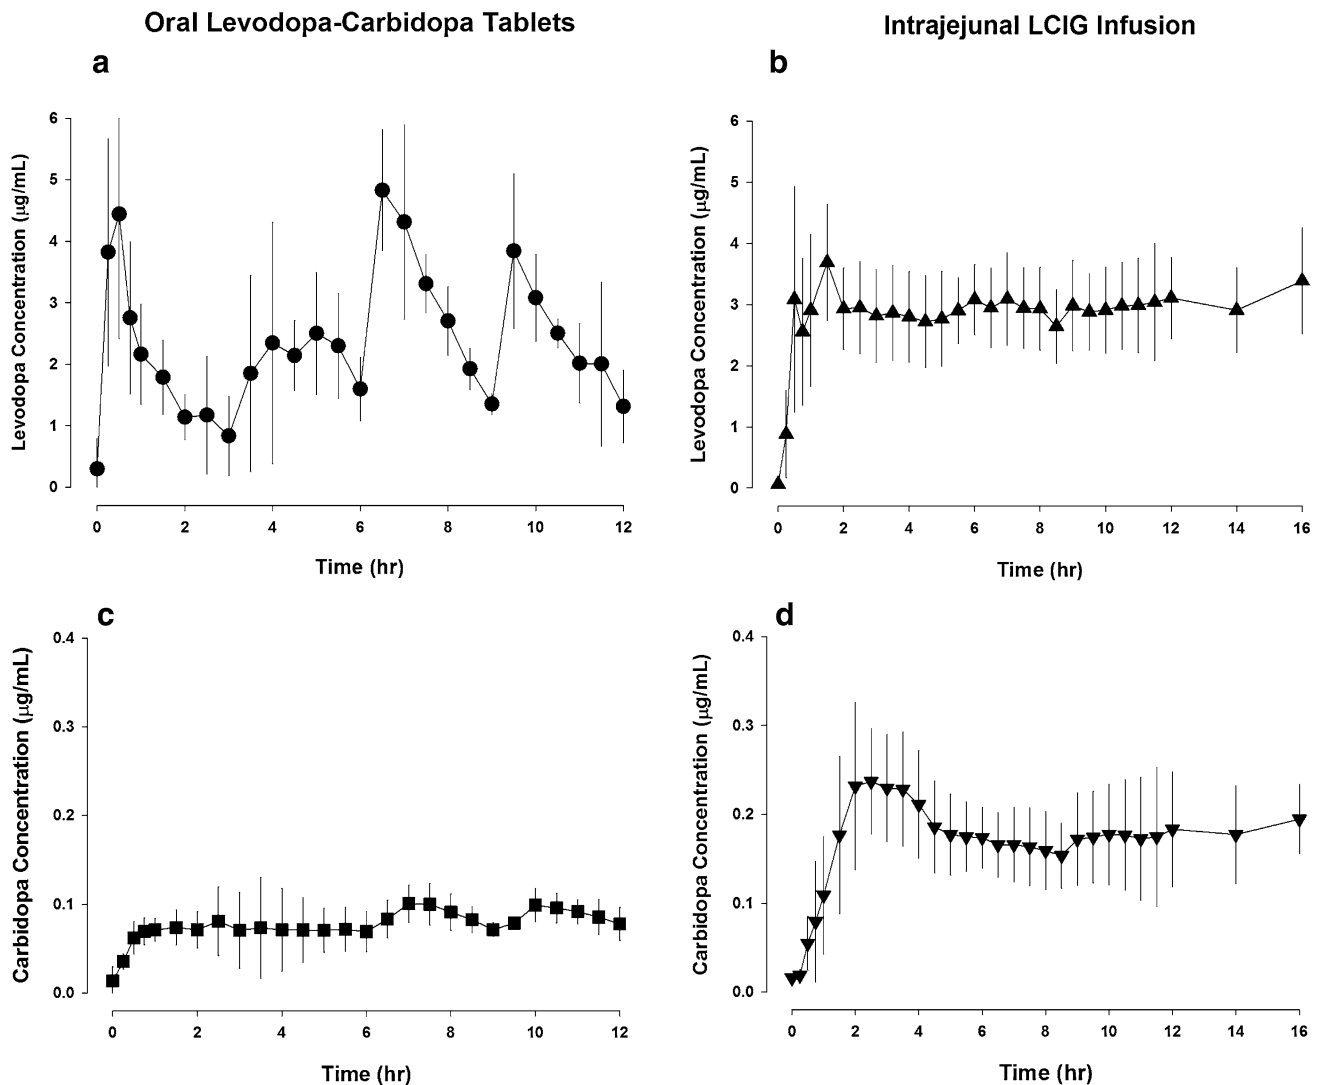 Oral Levodopa-Carbidopa Tablets
Intrajejunal LCIG Infusion
a
Levodopa Concentration (µg/mL)
6
5
4
3
2
1
0
0 2 4 6 8 10 12
Time (hr)
b
Levodopa Concentration (µg/mL)
6
5
4
3
2
1
0
0 2 4 6 8 10 12 14 16
Time (hr)
c
Carbidopa Concentration (µg/mL)
0.4
0.3
0.2
0.1
0.0
0 2 4 6 8 10 12
Time (hr)
d
Carbidopa Concentration (µg/mL)
0.4
0.3
0.2
0.1
0.0
0 2 4 6 8 10 12 14 16
Time (hr)